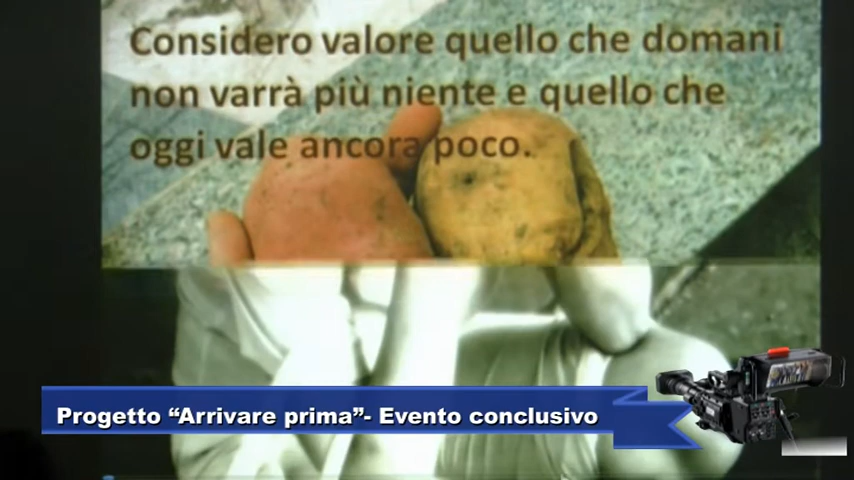 Considero valore quello che domani
non varrà più niente e quello che
oggi vale ancora poco.
Progetto “Arrivare prima”- Evento conclusivo